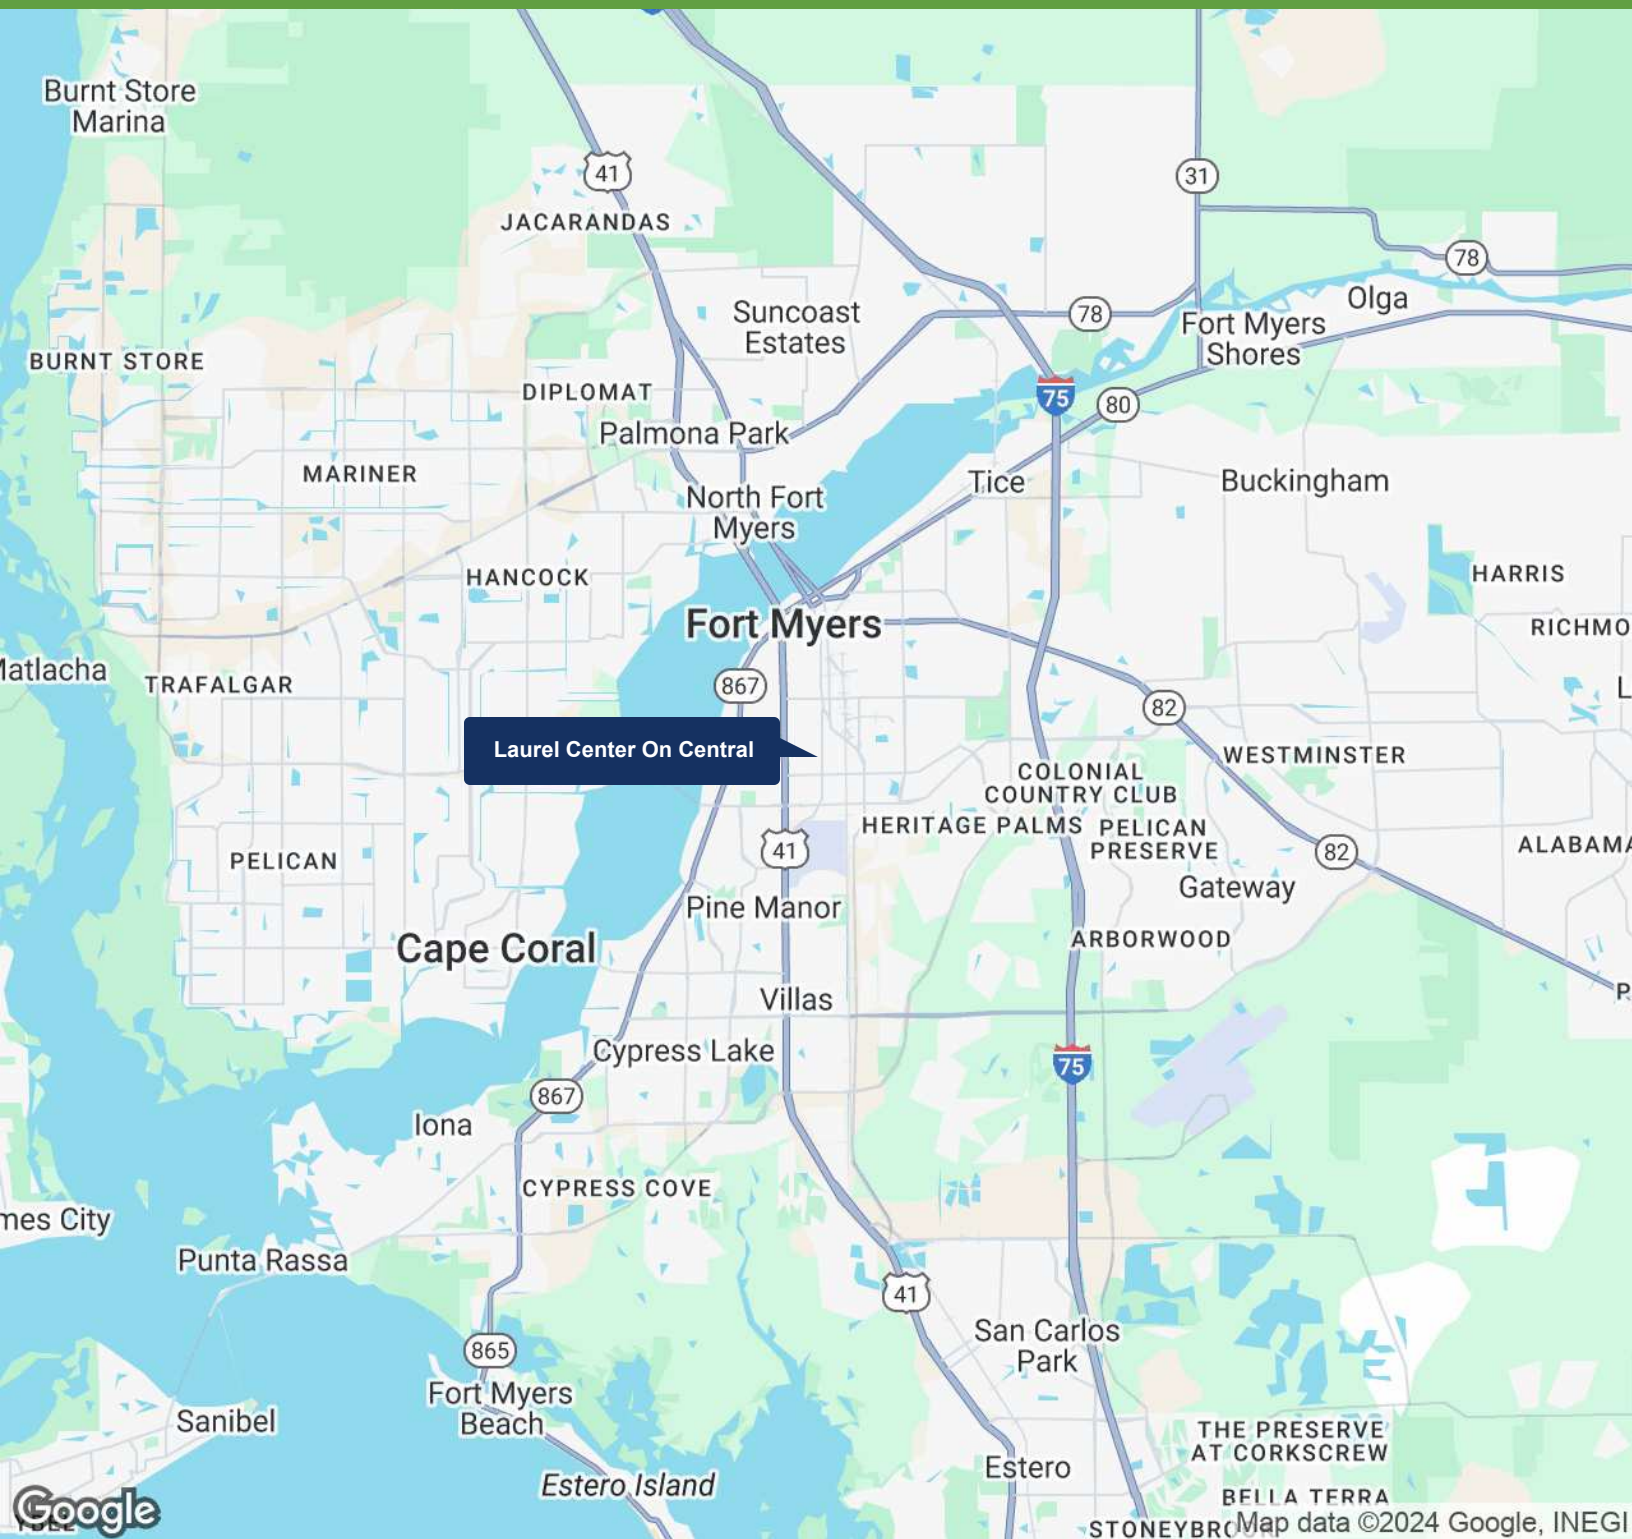 Burnt Store
Marina
41
31
JACARANDAS
78
Olga
Suncoast
Estates
78
Fort Myers
Shores
BURNT STORE
DIPLOMAT
75
80
Palmona Park
MARINER
Tice
Buckingham
North Fort
Myers
HANCOCK
HARRIS
Fort Myers
RICHMO
Matlacha
TRAFALGAR
867
82
L
Laurel Center On Central
WESTMINSTER
COLONIAL
COUNTRY CLUB
HERITAGE PALMS
PELICAN
PRESERVE
41
82
ALABAMA
PELICAN
Gateway
Pine Manor
Cape Coral
ARBORWOOD
Villas
P
Cypress Lake
75
867
Iona
CYPRESS COVE
mes City
Punta Rassa
41
San Carlos
Park
865
Fort Myers
Beach
Sanibel
THE PRESERVE
AT CORKSCREW
Estero
Estero Island
BELLA TERRA
Google
STONEYBROOK
Map data ©2024 Google, INEGI